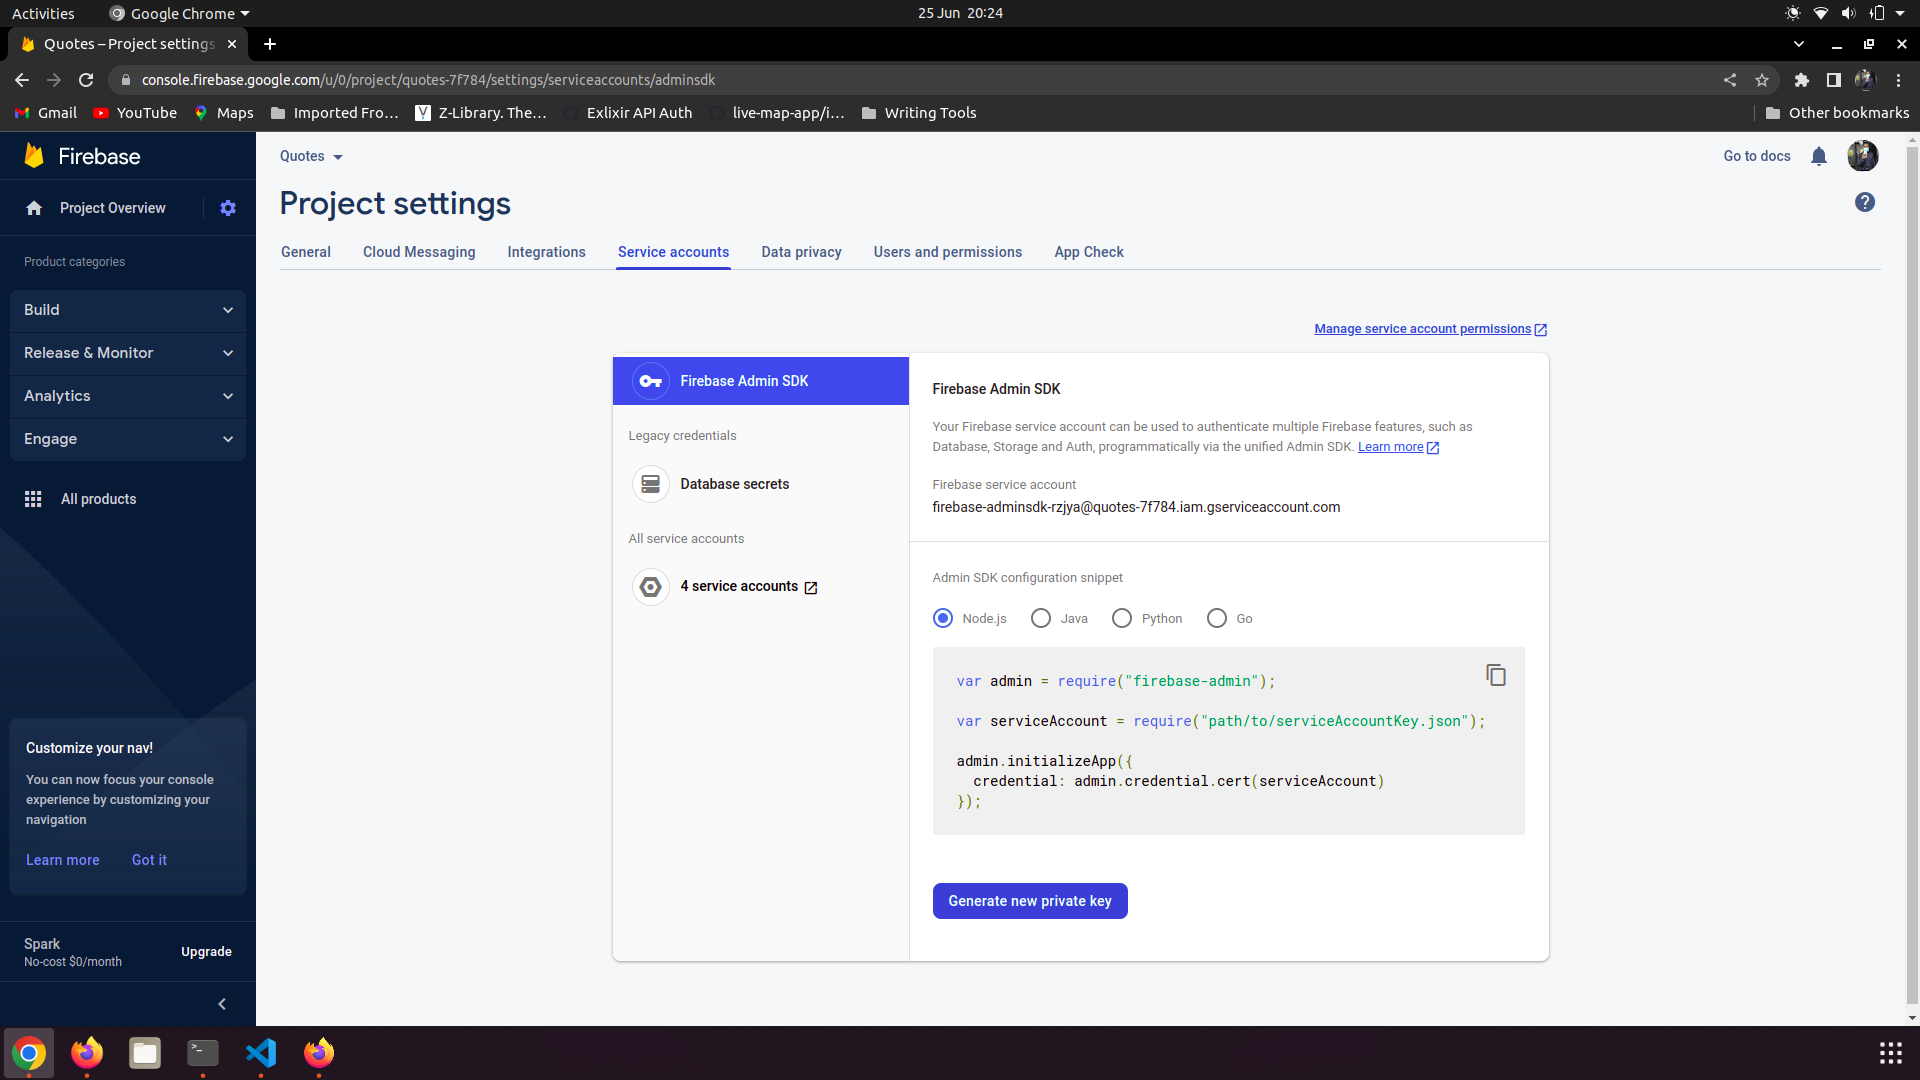 Activities
Google Chrome
25 Jun 20:24
Quotes – Project settings
console.firebase.google.com/u/0/project/quotes-7f784/settings/serviceaccounts/adminsdk
Gmail
YouTube
Maps
Imported Fro...
Z-Library. The...
Exlixir API Auth
live-map-app/i...
Writing Tools
Other bookmarks
Firebase
Project Overview
Product categories
Build
Release & Monitor
Analytics
Engage
All products
Customize your nav!
You can now focus your console
experience by customizing your
navigation
Learn more
Got it
Spark
No-cost $0/month
Upgrade
Quotes
Go to docs
Project settings
General
Cloud Messaging
Integrations
Service accounts
Data privacy
Users and permissions
App Check
Manage service account permissions
Firebase Admin SDK
Legacy credentials
Database secrets
All service accounts
4 service accounts
Firebase Admin SDK
Your Firebase service account can be used to authenticate multiple Firebase features, such as
Database, Storage and Auth, programmatically via the unified Admin SDK. Learn more
Firebase service account
firebase-adminsdk-rzjya@quotes-7f784.iam.gserviceaccount.com
Admin SDK configuration snippet
Node.js
Java
Python
Go
var admin = require("firebase-admin");
var serviceAccount = require("path/to/serviceAccountKey.json");
admin.initializeApp({
credential: admin.credential.cert(serviceAccount)
});
Generate new private key